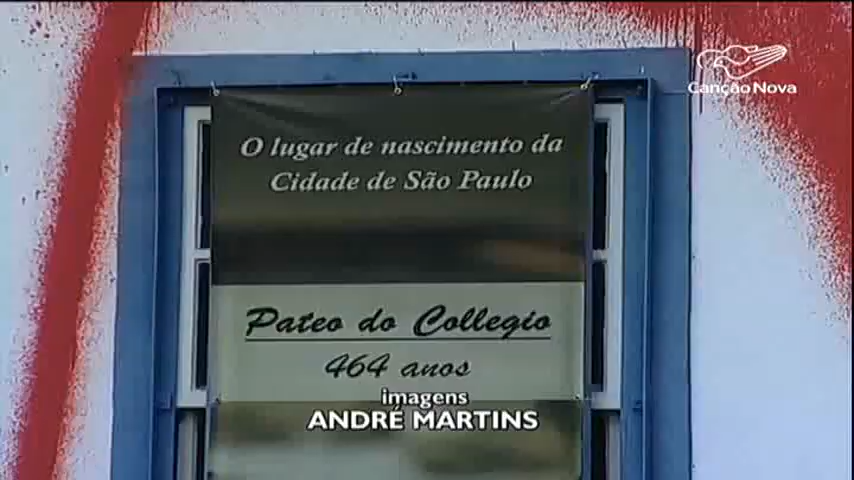 Canção Nova
O lugar de nascimento da
Cidade de São Paulo
Pateo do Collegio
464 anos
imagens
ANDRÉ MARTINS